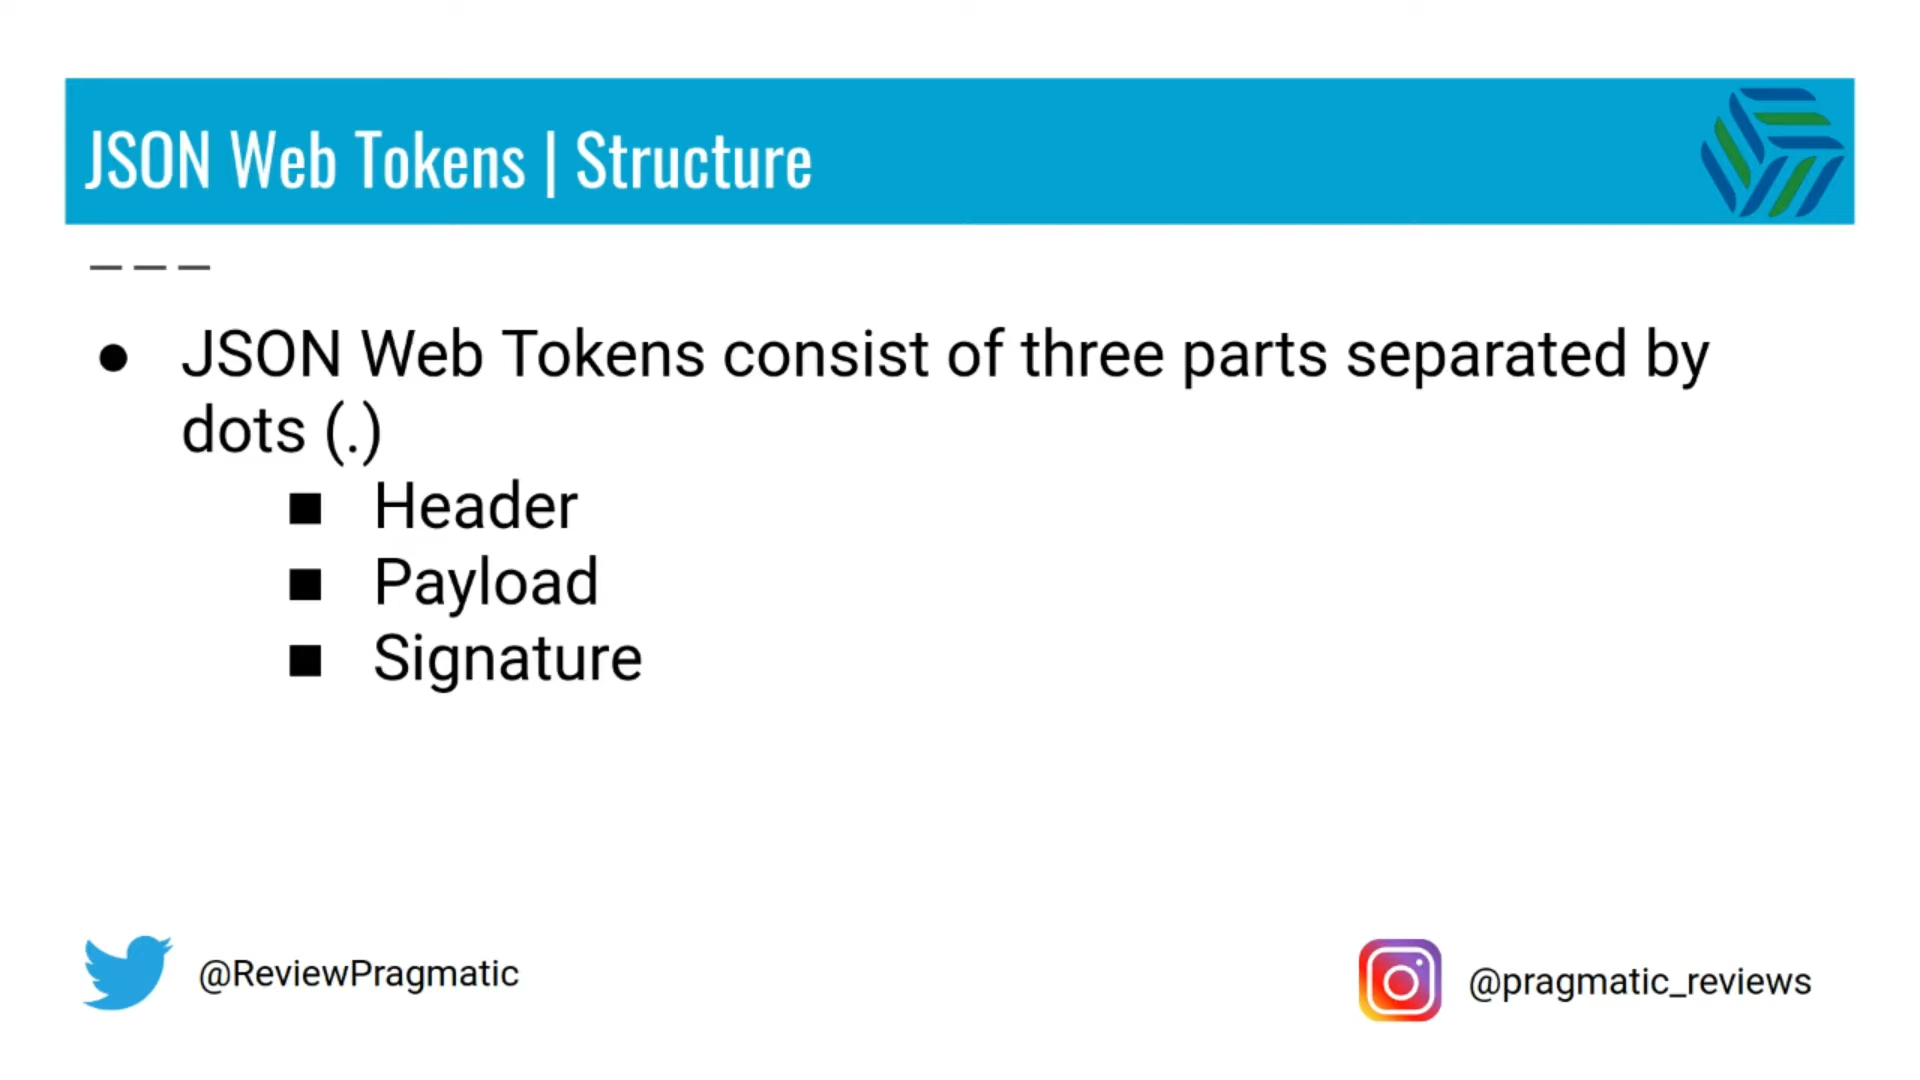 JSON Web Tokens | Structure
● JSON Web Tokens consist of three parts separated by
dots (.)
■ Header
■ Payload
■ Signature
@ReviewPragmatic
@pragmatic_reviews